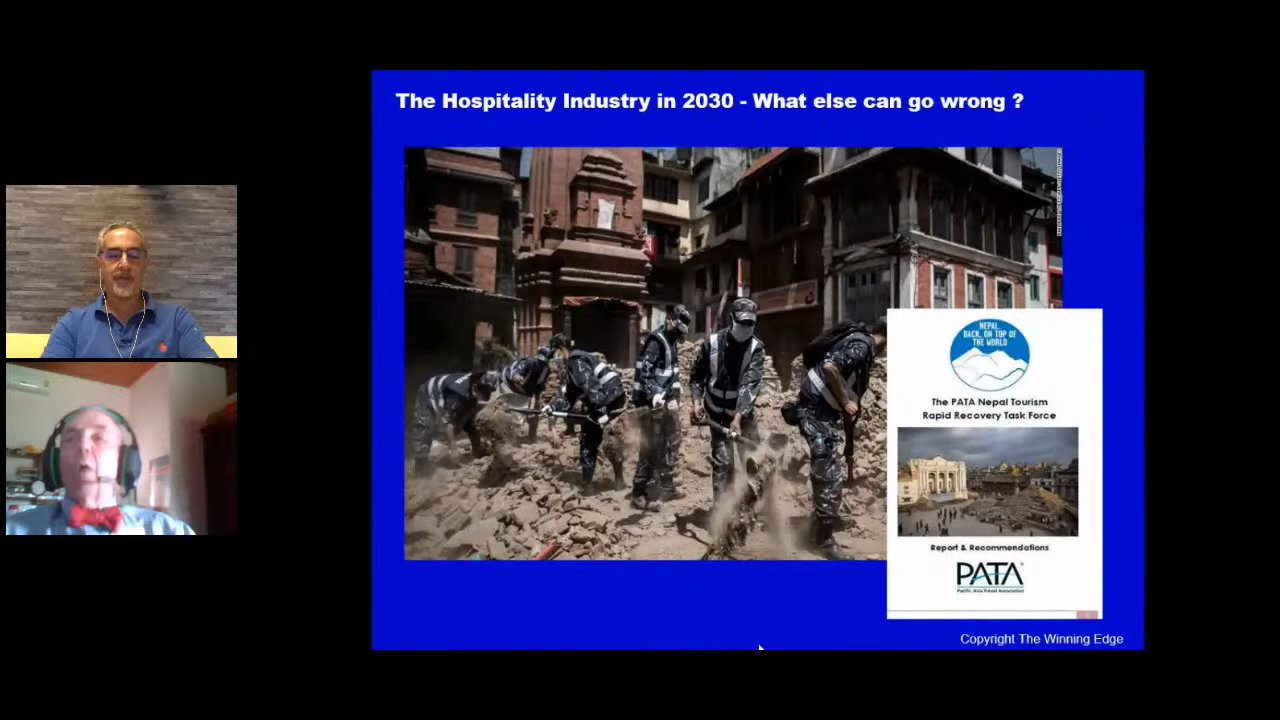 The Hospitality Industry in 2030 - What else can go wrong ?
NEPAL,
BACK, ON TOP OF
THE WORLD
The PATA Nepal Tourism
Rapid Recovery Task Force
Report & Recommendations
PATA
Pacific Asia Travel Association
Copyright The Winning Edge